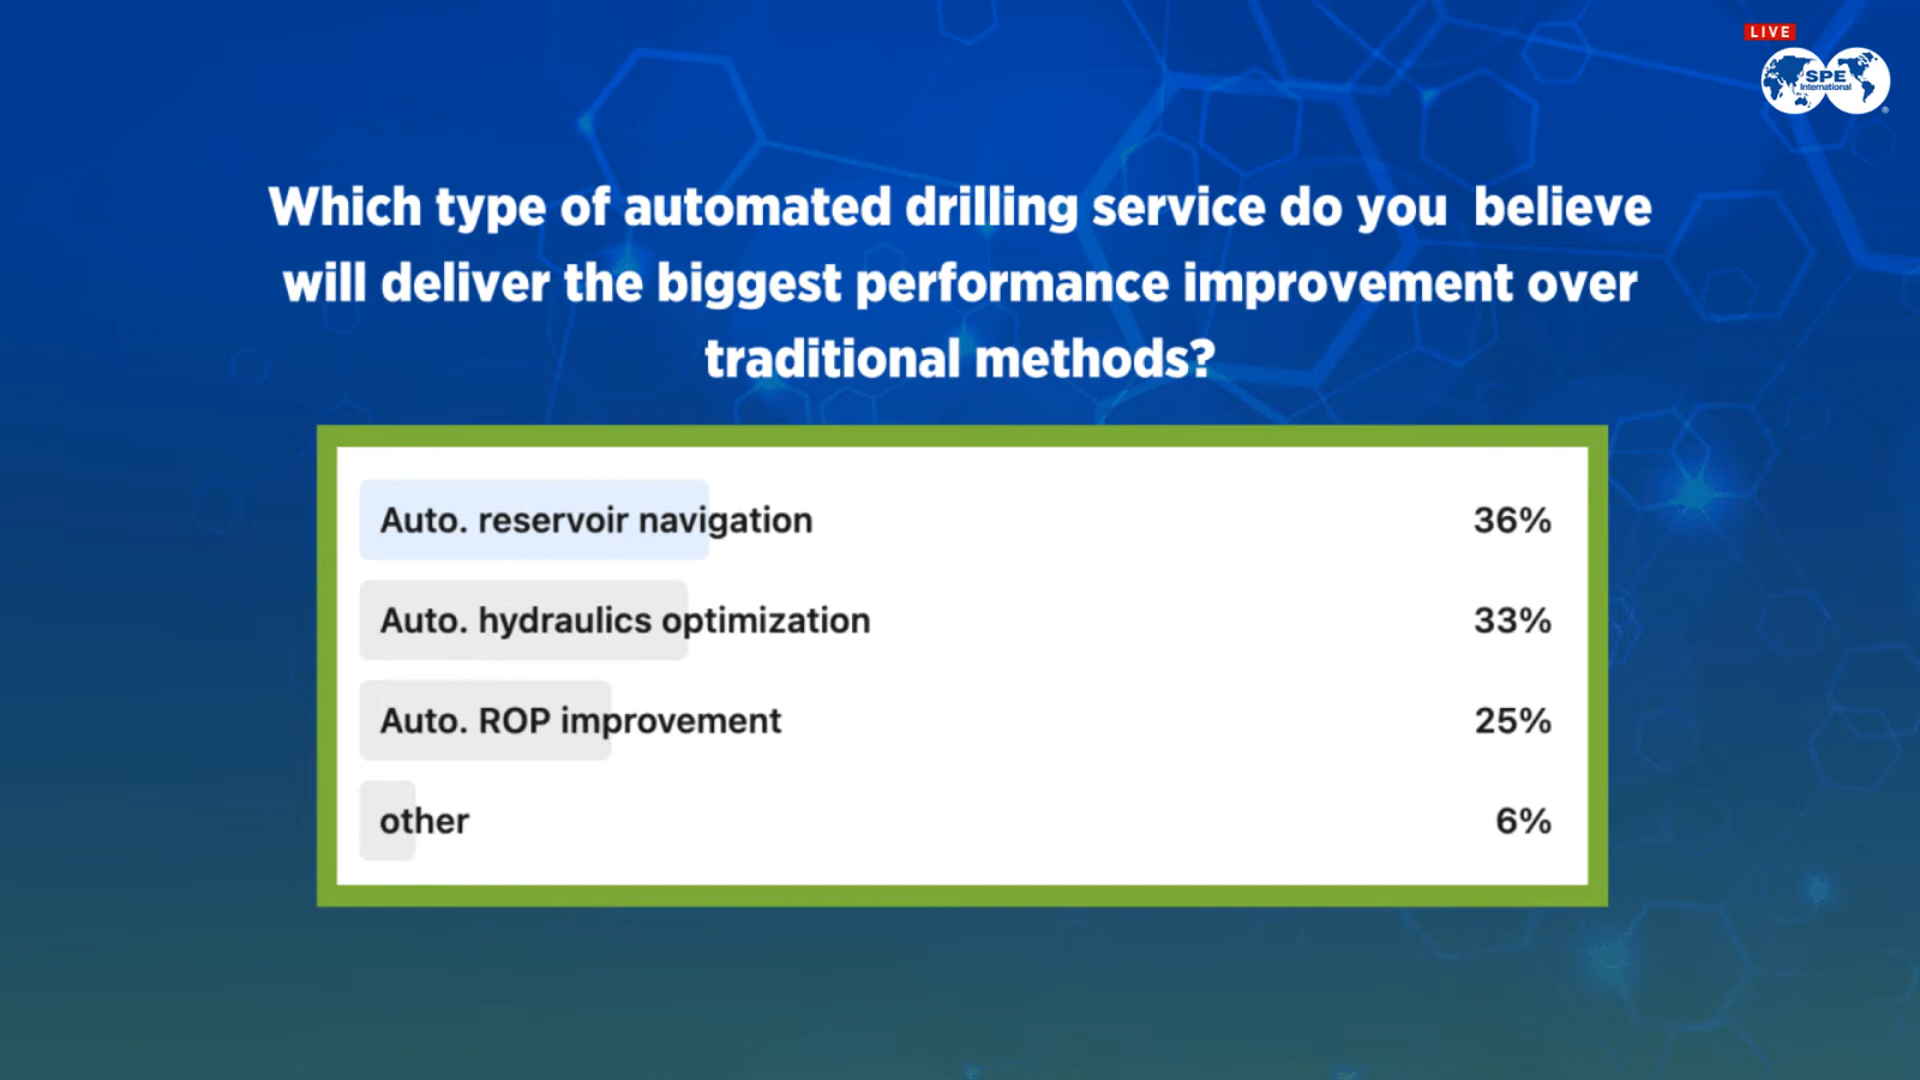 LIVE
SPE
International
®
Which type of automated drilling service do you  believe
will deliver the biggest performance improvement over
traditional methods?
Auto. reservoir navigation 36%
Auto. hydraulics optimization 33%
Auto. ROP improvement 25%
other 6%